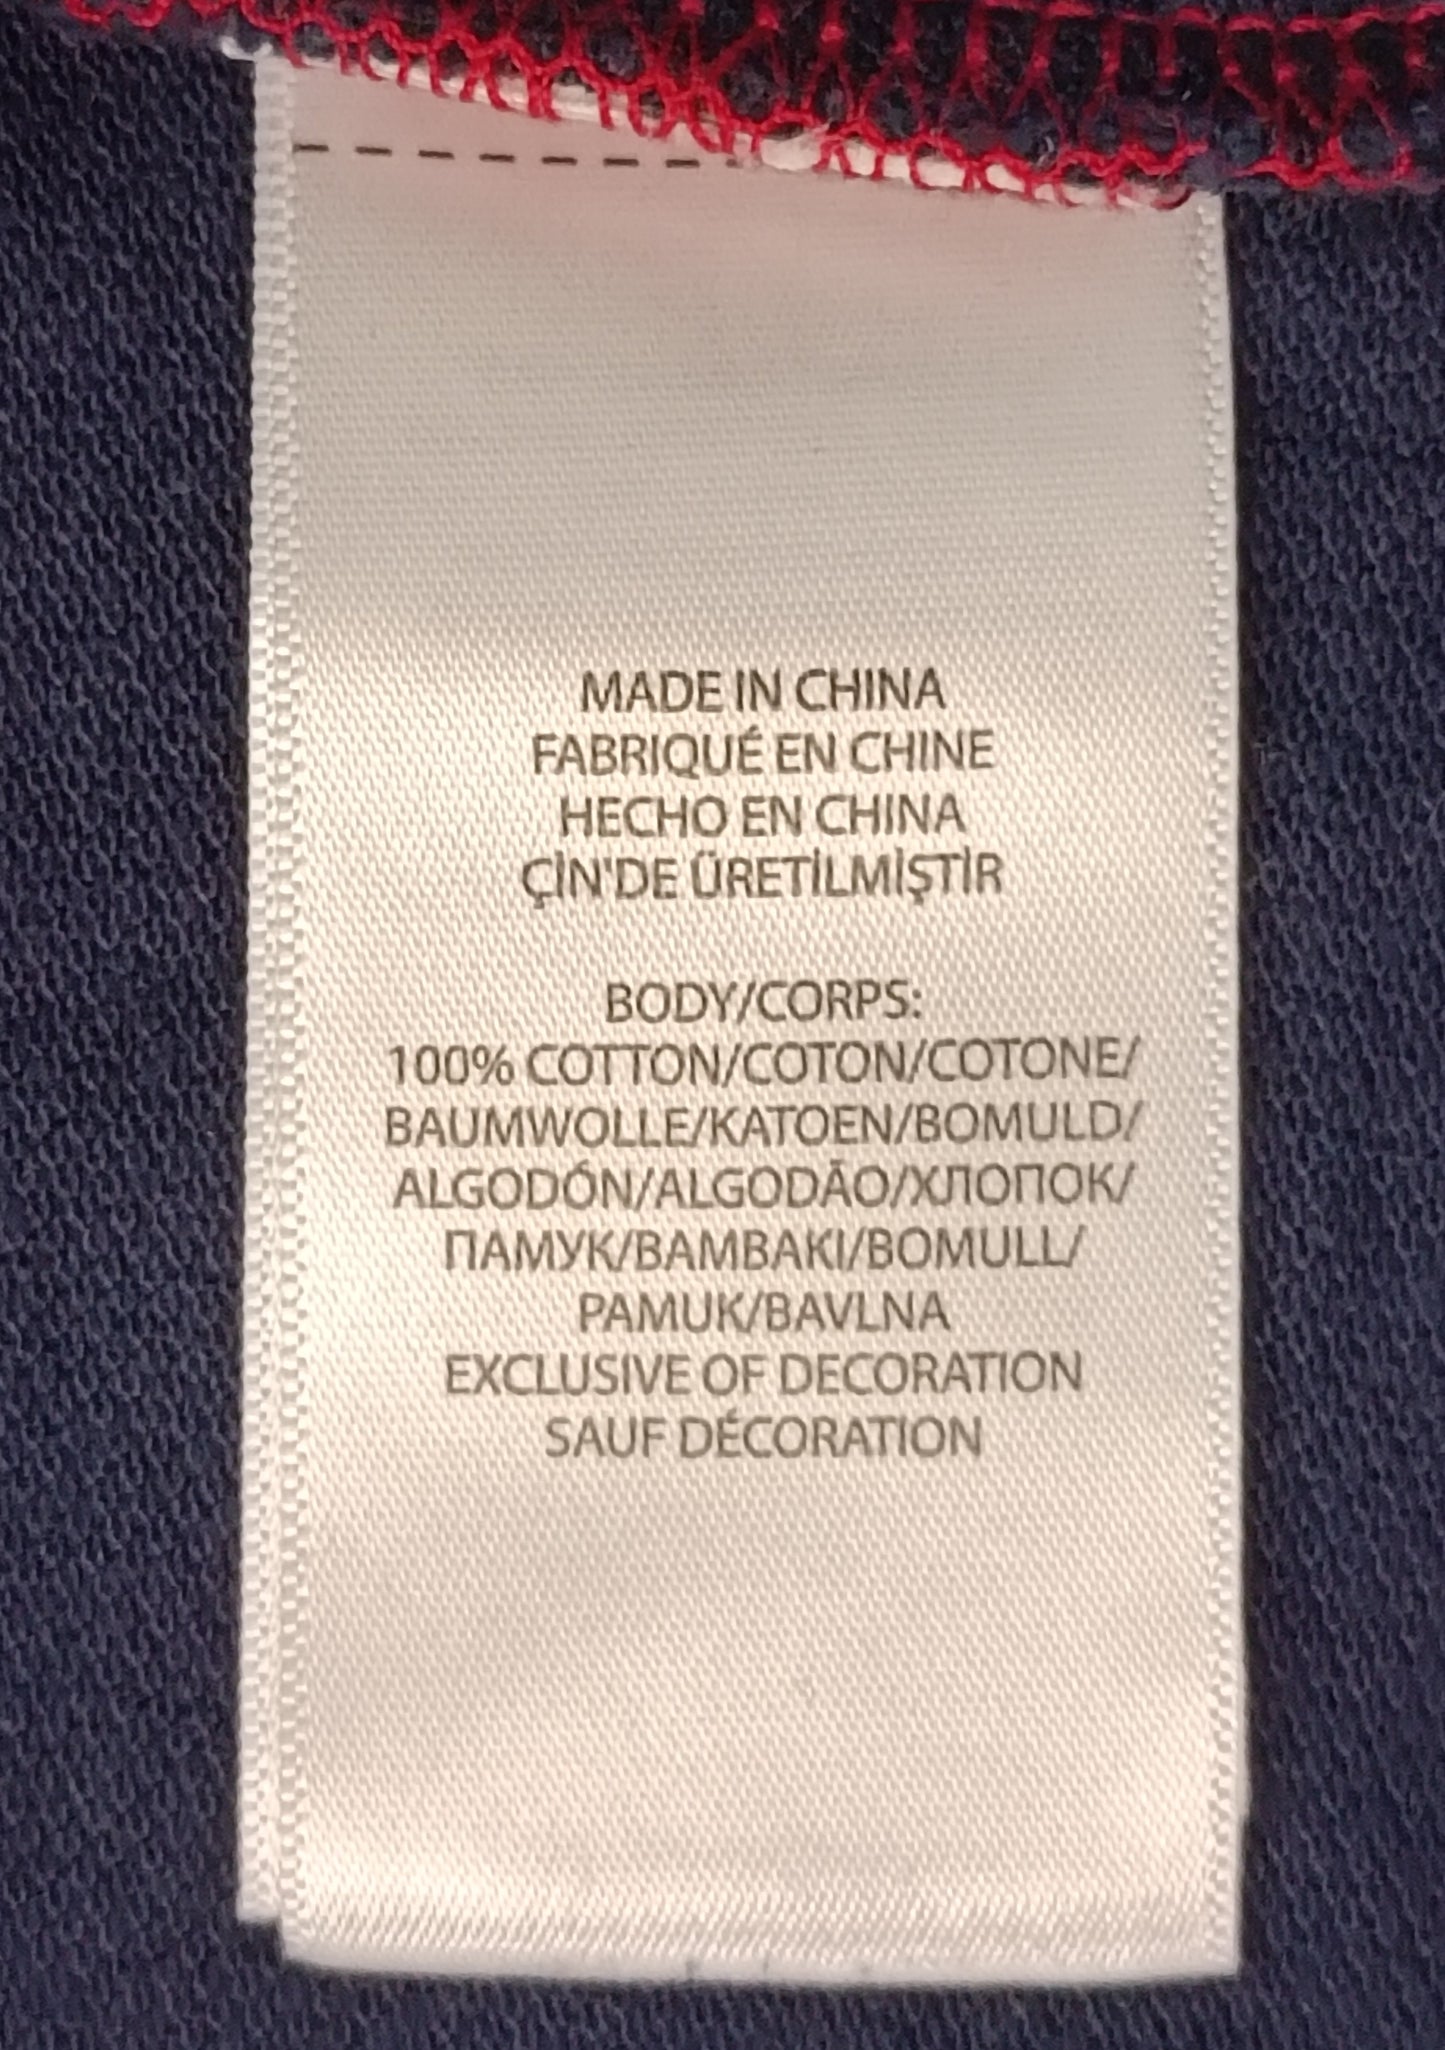 MADE IN CHINA
FABRIQUÉ EN CHINE
HECHO EN CHINA
ÇİN'DE ÜRETİLMİŞTİR
BODY/CORPS:
100% COTTON/COTON/COTONE/
BAUMWOLLE/KATOEN/BOMULD/
ALGODÓN/ALGODÃO/ХЛОПОК/
ПАМУК/BAMBAKI/BOMULL/
PAMUK/BAVLNA
EXCLUSIVE OF DECORATION
SAUF DÉCORATION